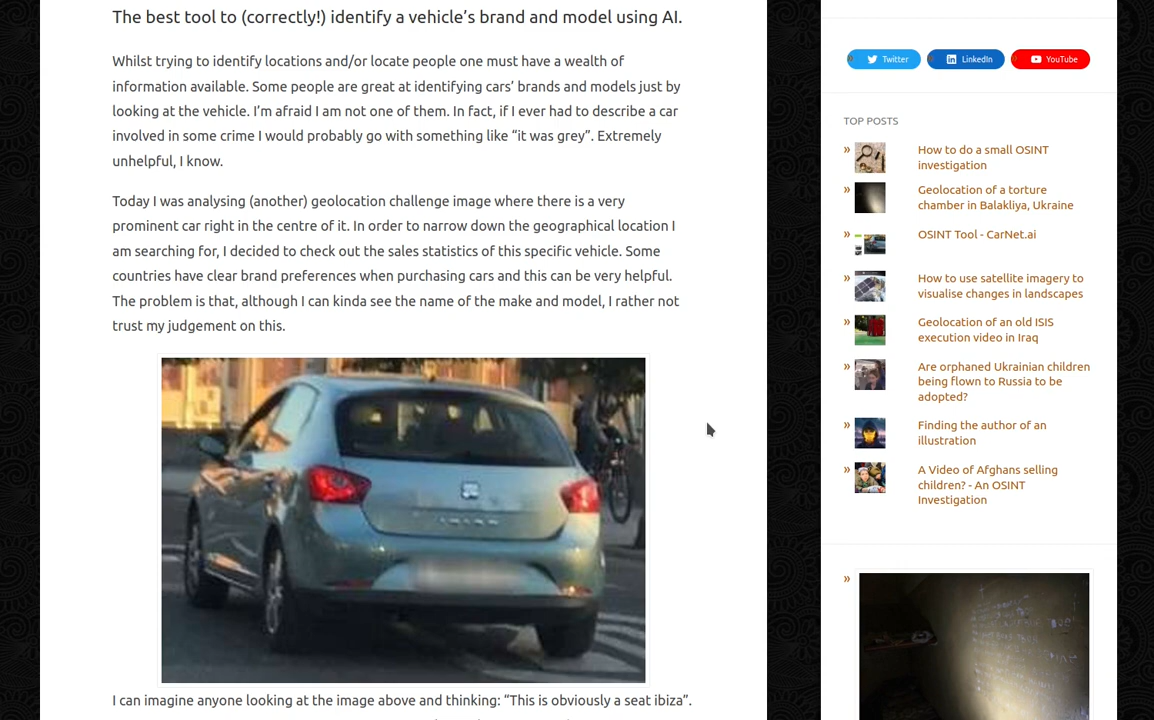 The best tool to (correctly!) identify a vehicle’s brand and model using AI.
Whilst trying to identify locations and/or locate people one must have a wealth of
information available. Some people are great at identifying cars’ brands and models just by
looking at the vehicle. I’m afraid I am not one of them. In fact, if I ever had to describe a car
involved in some crime I would probably go with something like “it was grey”. Extremely
unhelpful, I know.
Today I was analysing (another) geolocation challenge image where there is a very
prominent car right in the centre of it. In order to narrow down the geographical location I
am searching for, I decided to check out the sales statistics of this specific vehicle. Some
countries have clear brand preferences when purchasing cars and this can be very helpful.
The problem is that, although I can kinda see the name of the make and model, I rather not
trust my judgement on this.
I can imagine anyone looking at the image above and thinking: “This is obviously a seat ibiza”.
» Twitter
» LinkedIn
» YouTube
TOP POSTS
» How to do a small OSINT
investigation
» Geolocation of a torture
chamber in Balakliya, Ukraine
» OSINT Tool - CarNet.ai
» How to use satellite imagery to
visualise changes in landscapes
» Geolocation of an old ISIS
execution video in Iraq
» Are orphaned Ukrainian children
being flown to Russia to be
adopted?
» Finding the author of an
illustration
» A Video of Afghans selling
children? - An OSINT
Investigation
»